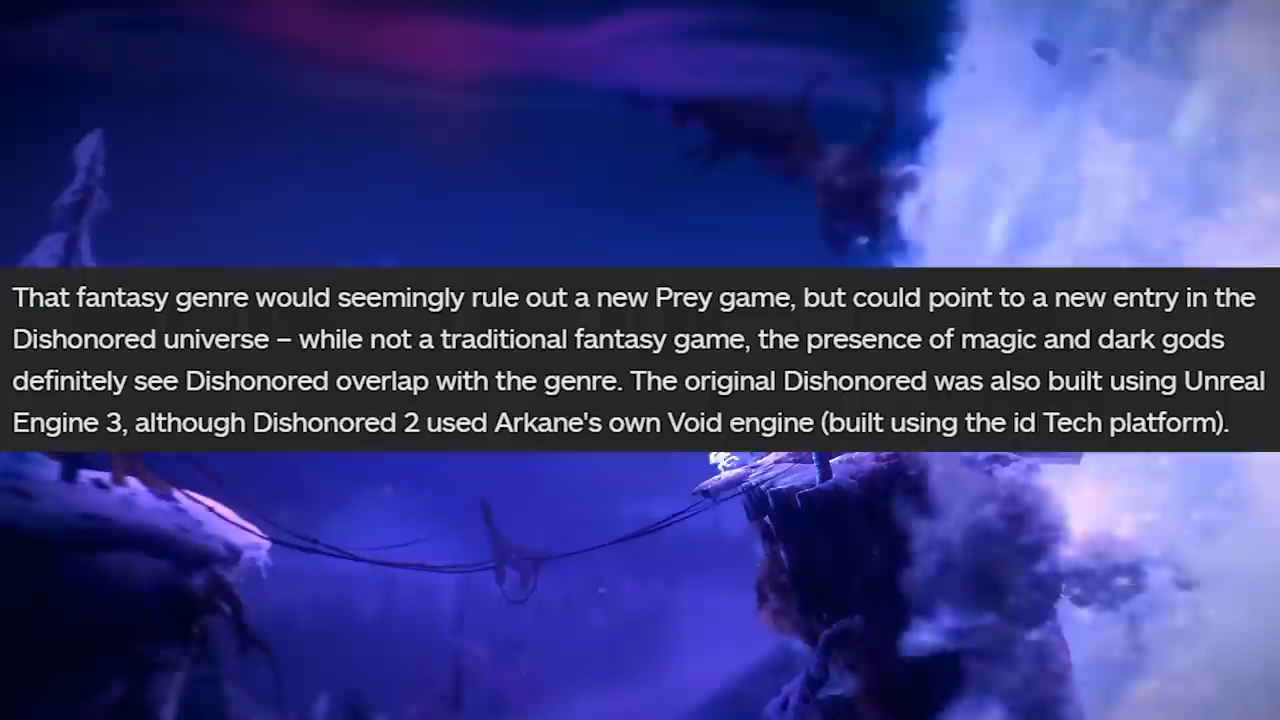 That fantasy genre would seemingly rule out a new Prey game, but could point to a new entry in the
Dishonored universe – while not a traditional fantasy game, the presence of magic and dark gods
definitely see Dishonored overlap with the genre. The original Dishonored was also built using Unreal
Engine 3, although Dishonored 2 used Arkane's own Void engine (built using the id Tech platform).